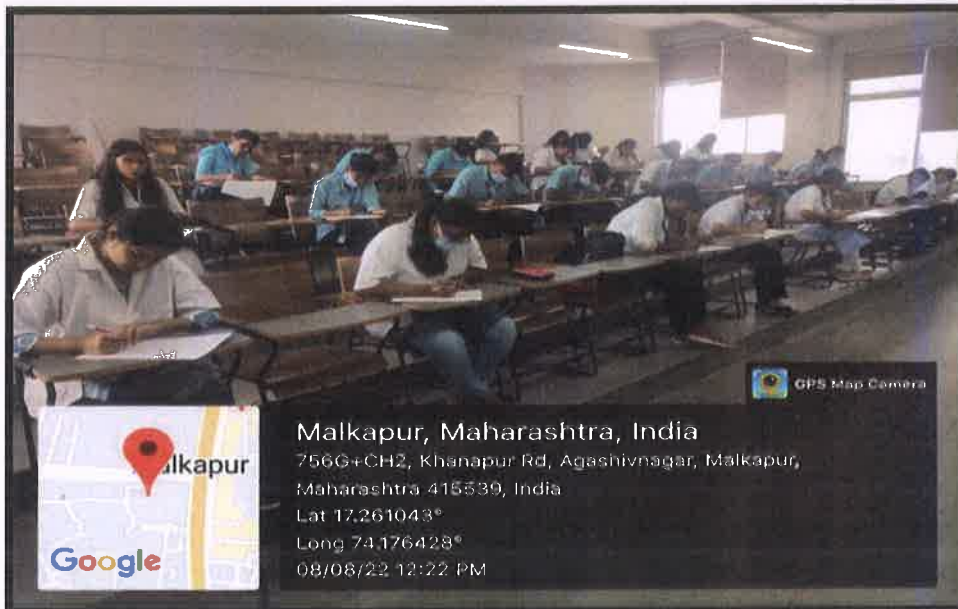 GPS Map Camera
Malkapur, Maharashtra, India
756G+CH2, Khanapur Rd, Agashivnagar, Malkapur,
Maharashtra 415539, India
Lat 17.261043°
Long 74.176428°
08/08/22 12:22 PM
alkapur
Google